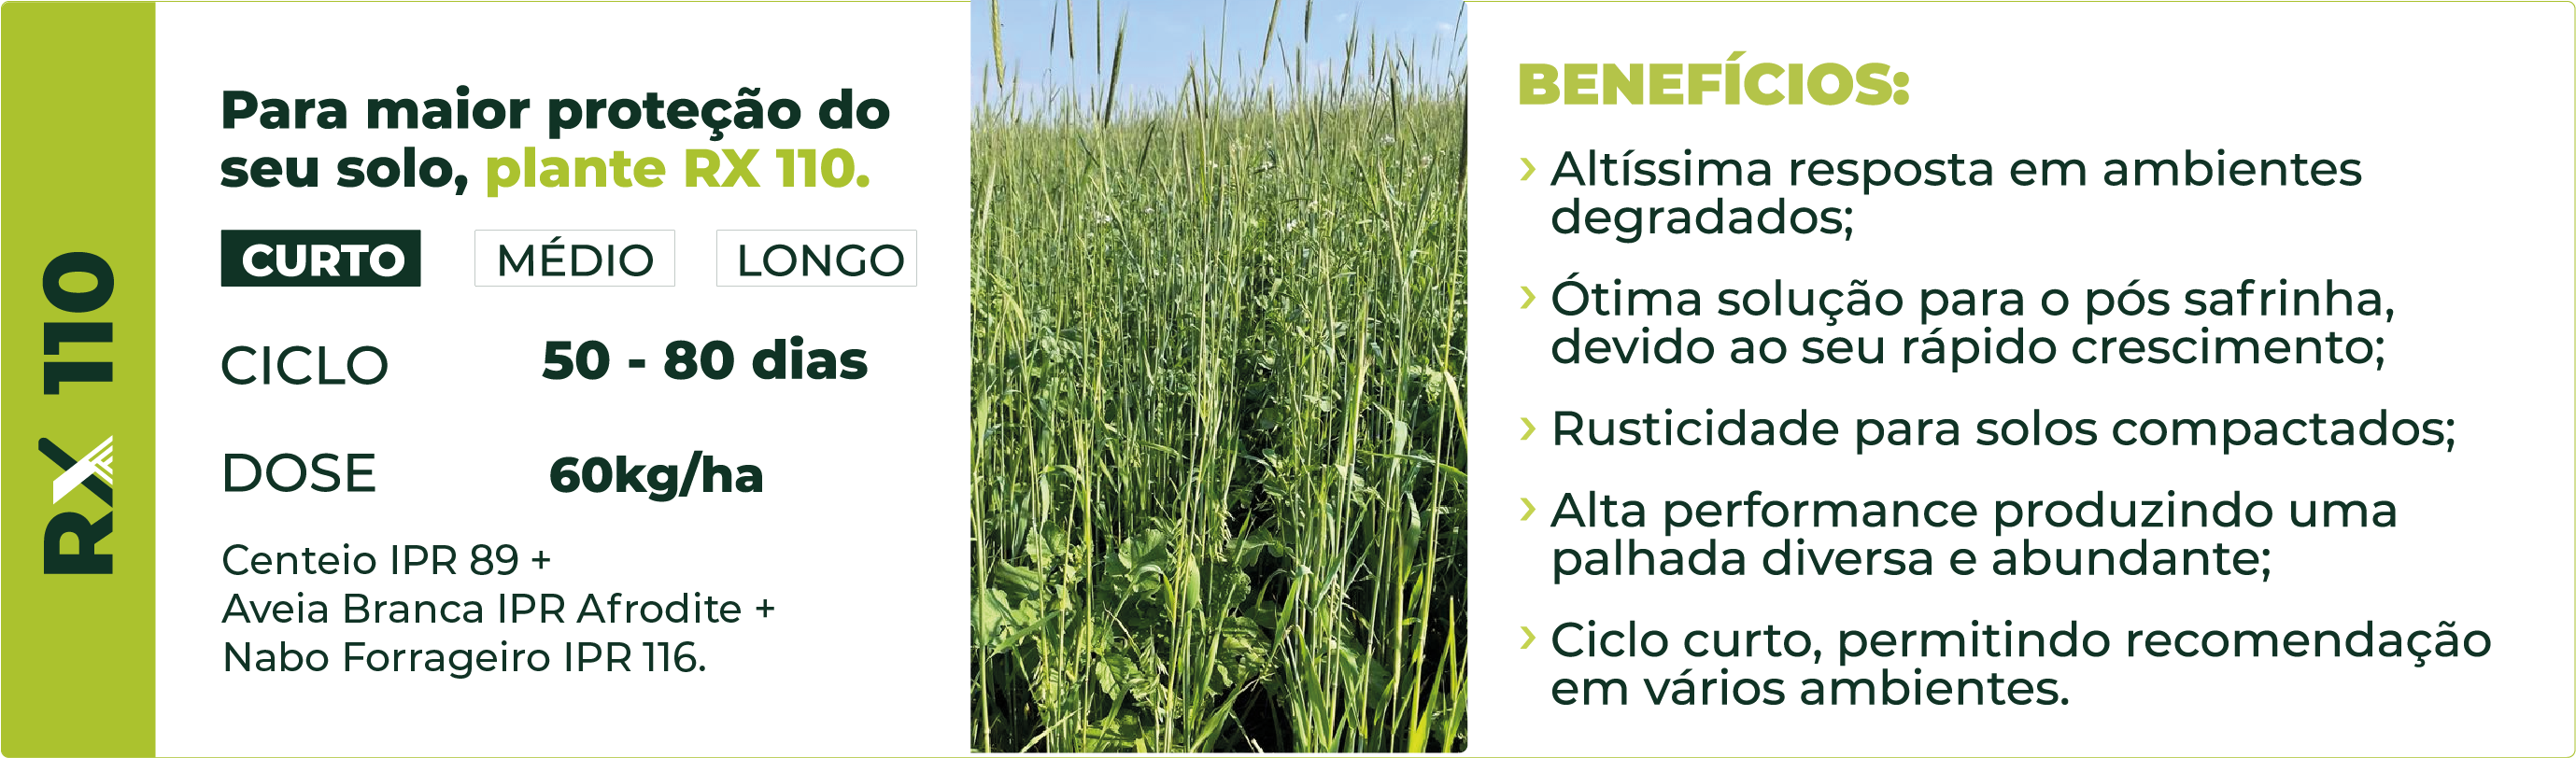 RX 110
Para maior proteção do
seu solo, plante RX 110.
CURTO
MÉDIO
LONGO
CICLO
50 - 80 dias
DOSE
60kg/ha
Centeio IPR 89 +
Aveia Branca IPR Afrodite +
Nabo Forrageiro IPR 116.
BENEFÍCIOS:
› Altíssima resposta em ambientes
degradados;
› Ótima solução para o pós safrinha,
devido ao seu rápido crescimento;
› Rusticidade para solos compactados;
› Alta performance produzindo uma
palhada diversa e abundante;
› Ciclo curto, permitindo recomendação
em vários ambientes.